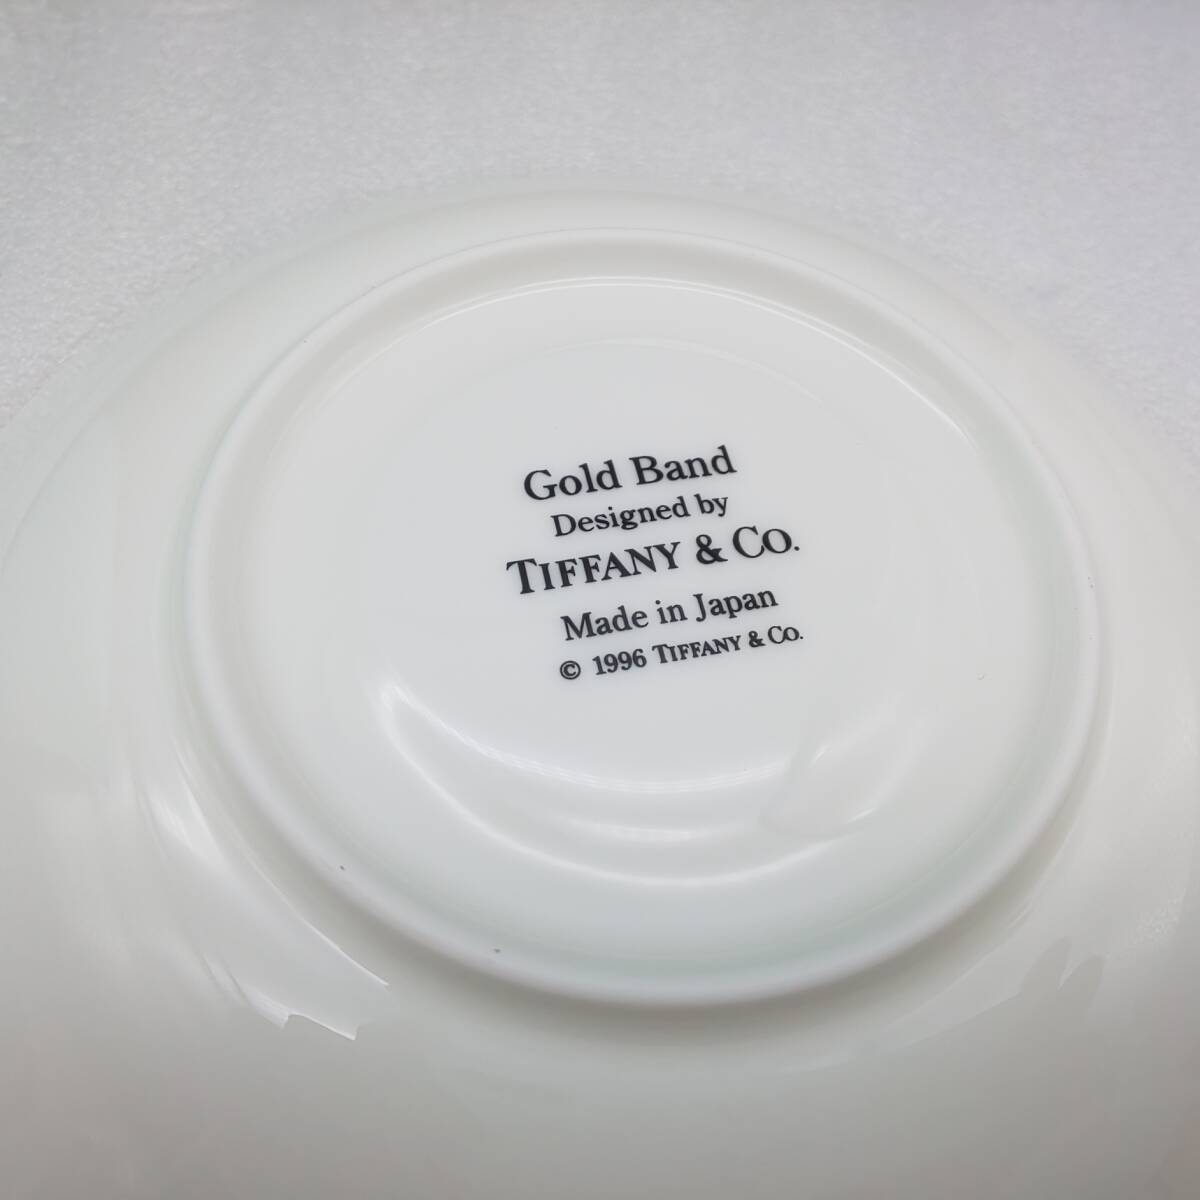 Gold Band
Designed by
TIFFANY & CO.
Made in Japan
© 1996 TIFFANY & CO.